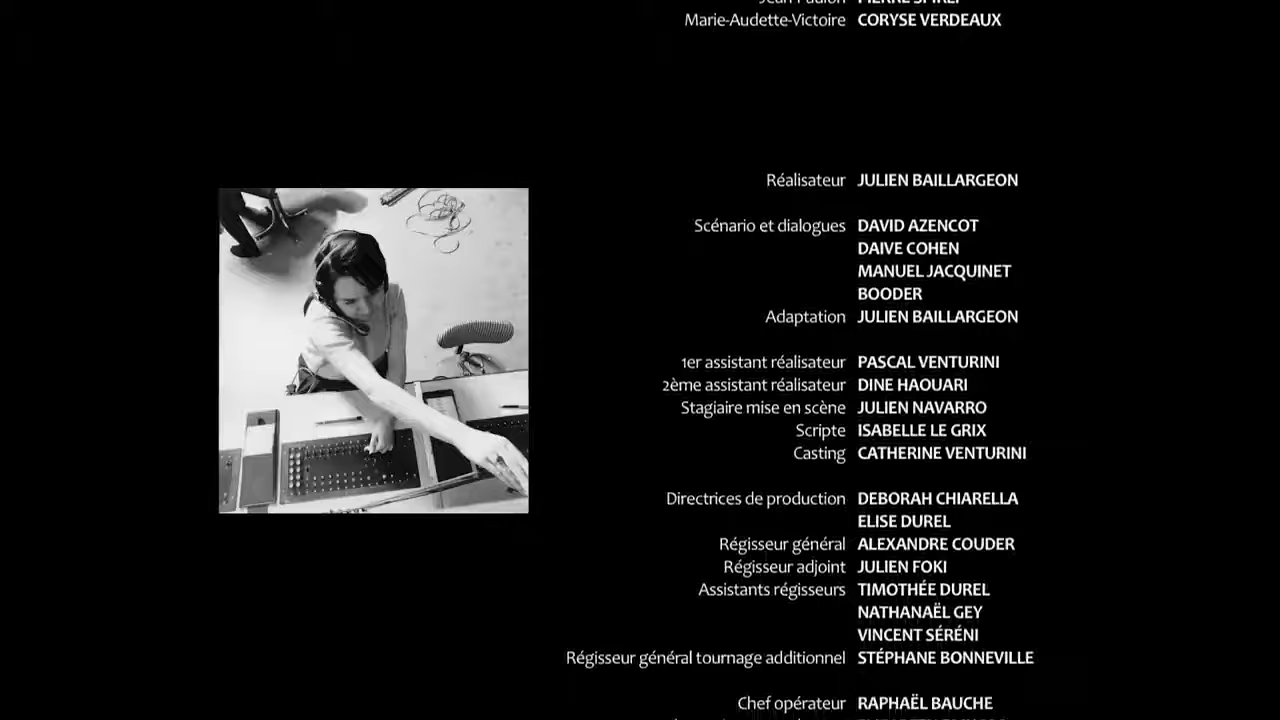 Marie-Audette-Victoire CORYSE VERDEAUX
Réalisateur JULIEN BAILLARGEON
Scénario et dialogues DAVID AZENCOT
DAIVE COHEN
MANUEL JACQUINET
BOODER
Adaptation JULIEN BAILLARGEON
1er assistant réalisateur PASCAL VENTURINI
2ème assistant réalisateur DINE HAOUARI
Stagiaire mise en scène JULIEN NAVARRO
Scripte ISABELLE LE GRIX
Casting CATHERINE VENTURINI
Directrices de production DEBORAH CHIARELLA
ELISE DUREL
Régisseur général ALEXANDRE COUDER
Régisseur adjoint JULIEN FOKI
Assistants régisseurs TIMOTHÉE DUREL
NATHANAËL GEY
VINCENT SÉRÉNI
Régisseur général tournage additionnel STÉPHANE BONNEVILLE
Chef opérateur RAPHAËL BAUCHE